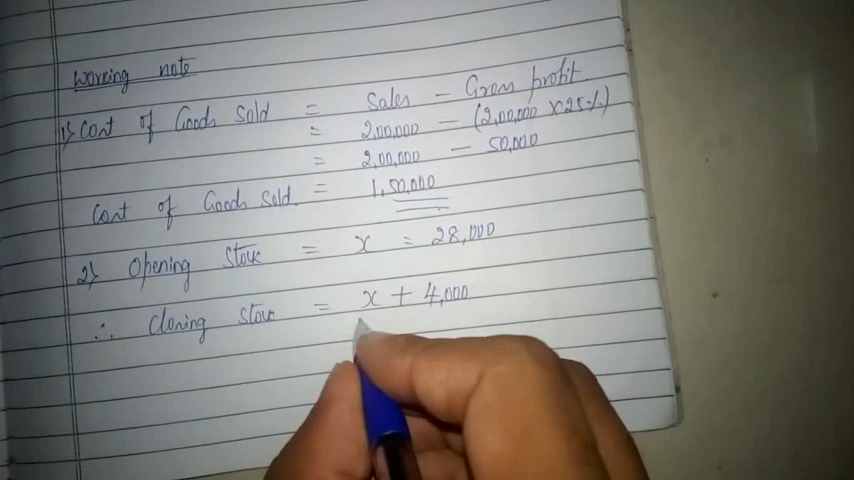 Working note
1) Cost of Goods Sold = Sales - Gross profit
= 2,00,000 - (2,00,000 x 25%)
= 2,00,000 - 50,000
Cost of Goods Sold = 1,50,000
2) Opening Stock = x = 28,000
∴ Closing stock = x + 4,000